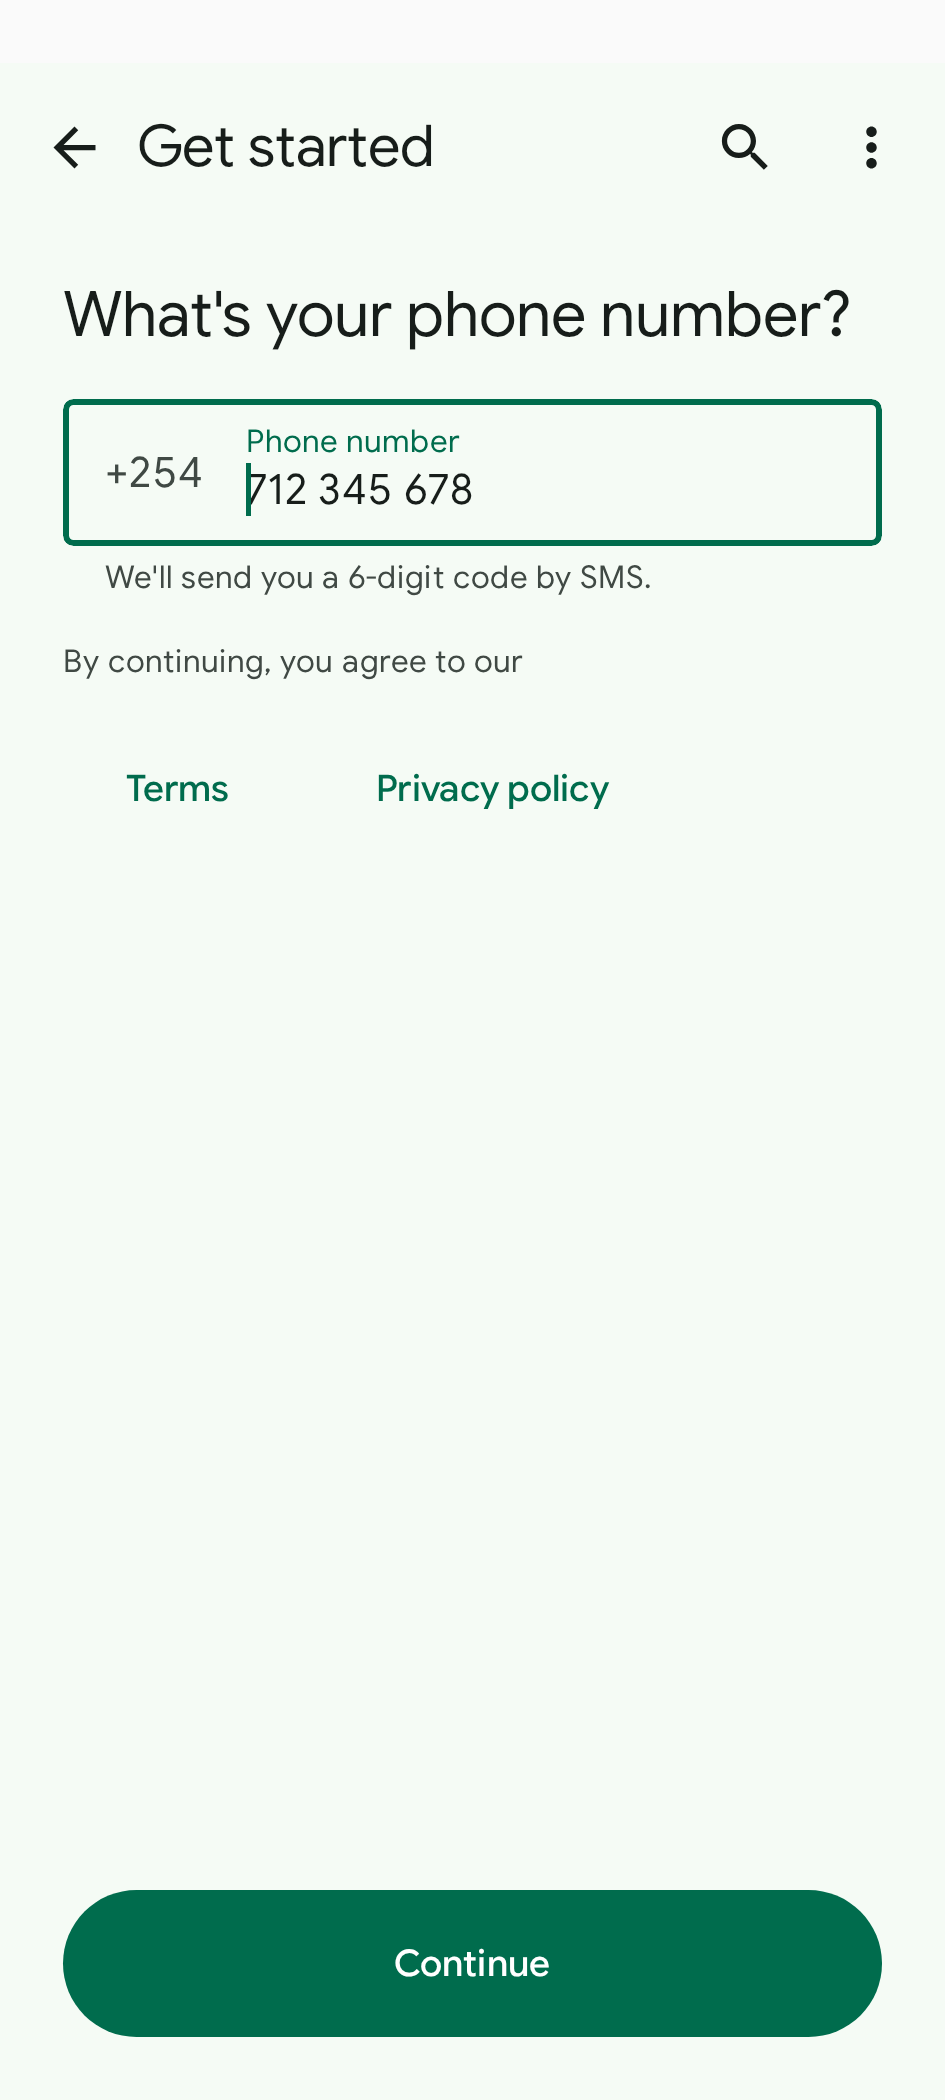 Get started
What's your phone number?
Phone number
+254 712 345 678
We'll send you a 6-digit code by SMS.
By continuing, you agree to our
Terms Privacy policy
Continue